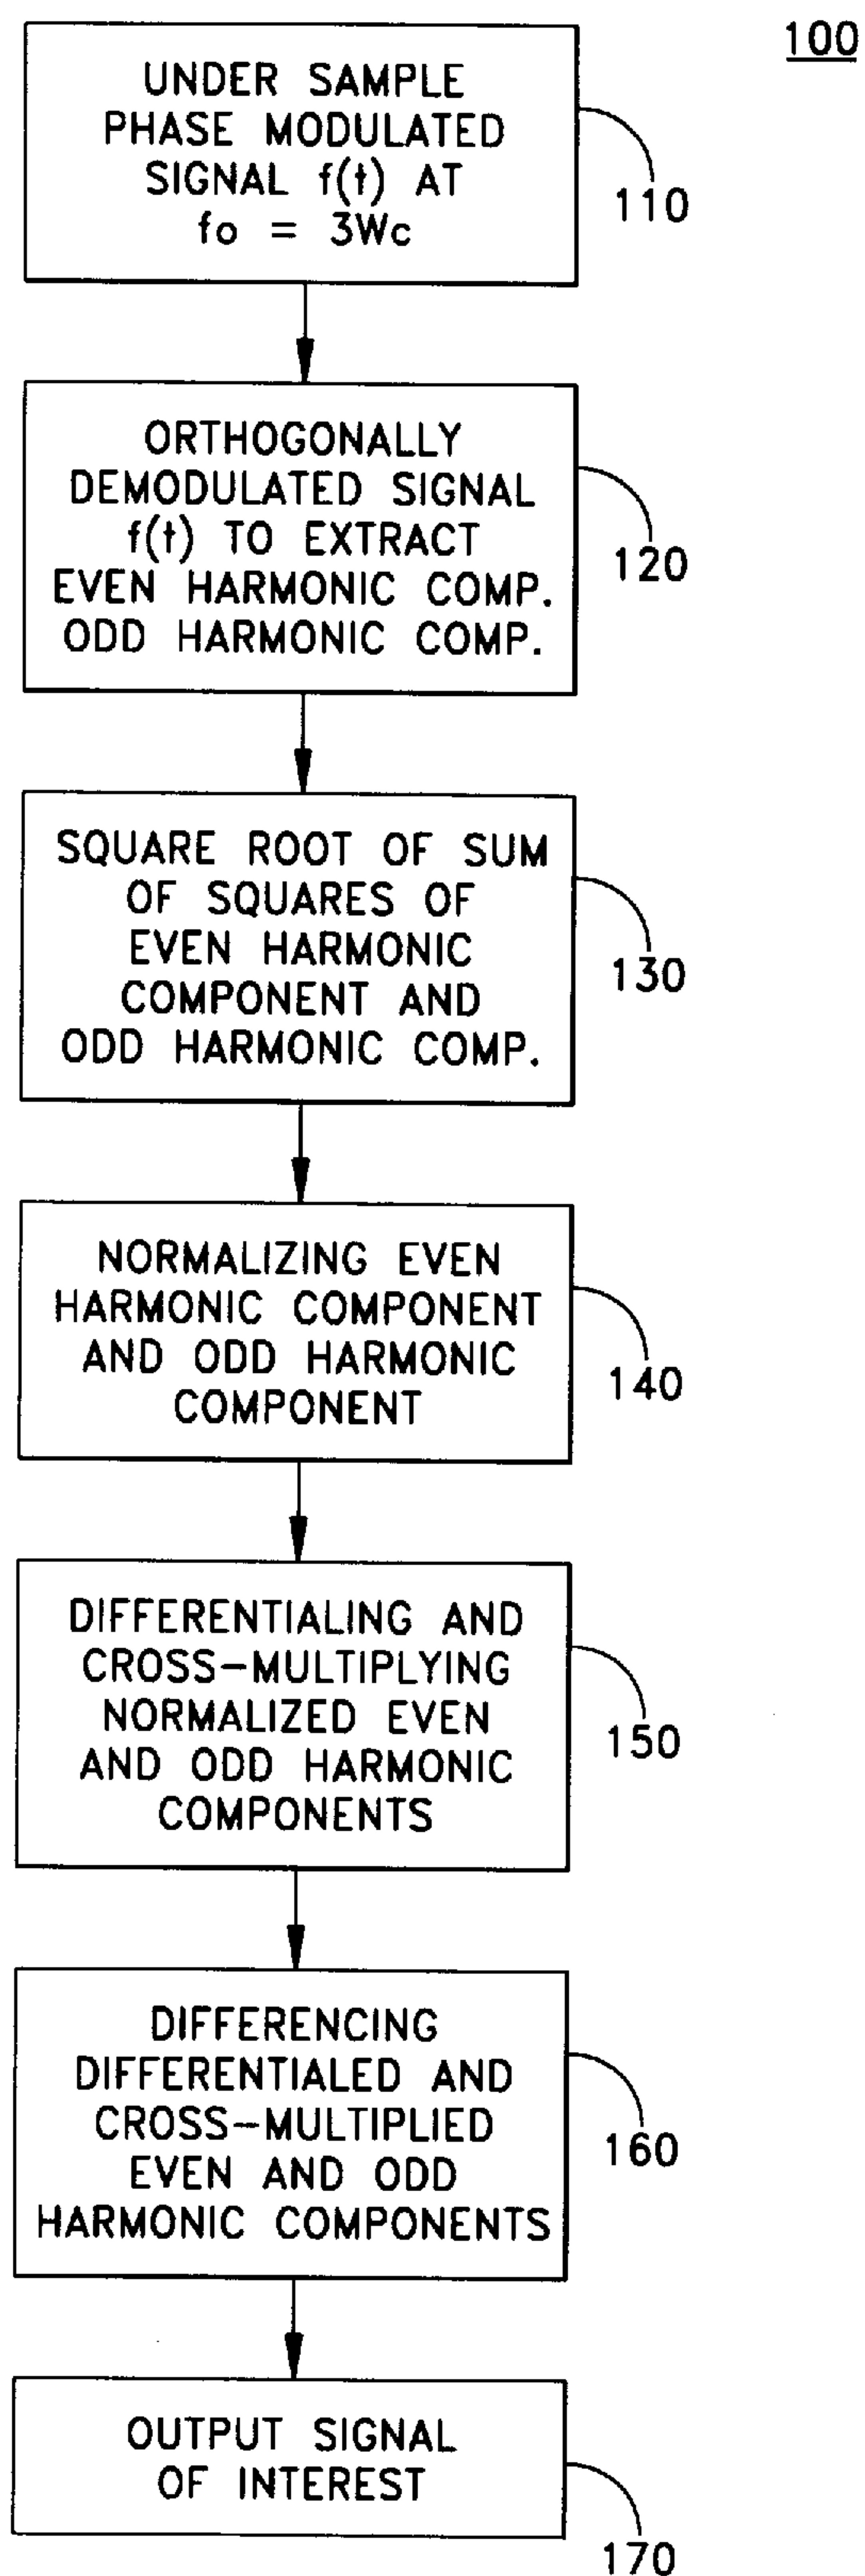 100
UNDER SAMPLE
PHASE MODULATED
SIGNAL f(t) AT
fo = 3Wc
110
ORTHOGONALLY
DEMODULATED SIGNAL
f(t) TO EXTRACT
EVEN HARMONIC COMP.
ODD HARMONIC COMP.
120
SQUARE ROOT OF SUM
OF SQUARES OF
EVEN HARMONIC
COMPONENT AND
ODD HARMONIC COMP.
130
NORMALIZING EVEN
HARMONIC COMPONENT
AND ODD HARMONIC
COMPONENT
140
DIFFERENTIALING AND
CROSS-MULTIPLYING
NORMALIZED EVEN
AND ODD HARMONIC
COMPONENTS
150
DIFFERENCING
DIFFERENTIALED AND
CROSS-MULTIPLIED
EVEN AND ODD
HARMONIC COMPONENTS
160
OUTPUT SIGNAL
OF INTEREST
170